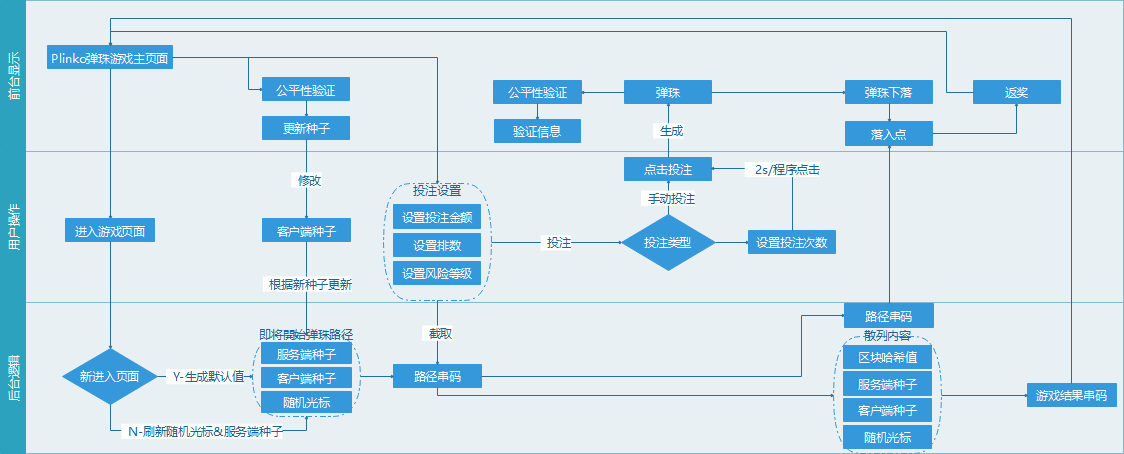 前台显示
Plinko弹珠游戏主页面
公平性验证
更新种子
公平性验证
验证信息
弹珠
生成
弹珠下落
落入点
返奖
用户操作
进入游戏页面
修改
客户端种子
根据新种子更新
投注设置
设置投注金额
设置排数
设置风险等级
投注
点击投注
手动投注
投注类型
2s/程序点击
设置投注次数
后台逻辑
新进入页面
Y-生成默认值
N-刷新随机光标&服务端种子
即将開始弹珠路径
服务端种子
客户端种子
随机光标
截取
路径串码
路径串码
散列内容
区块哈希值
服务端种子
客户端种子
随机光标
游戏结果串码